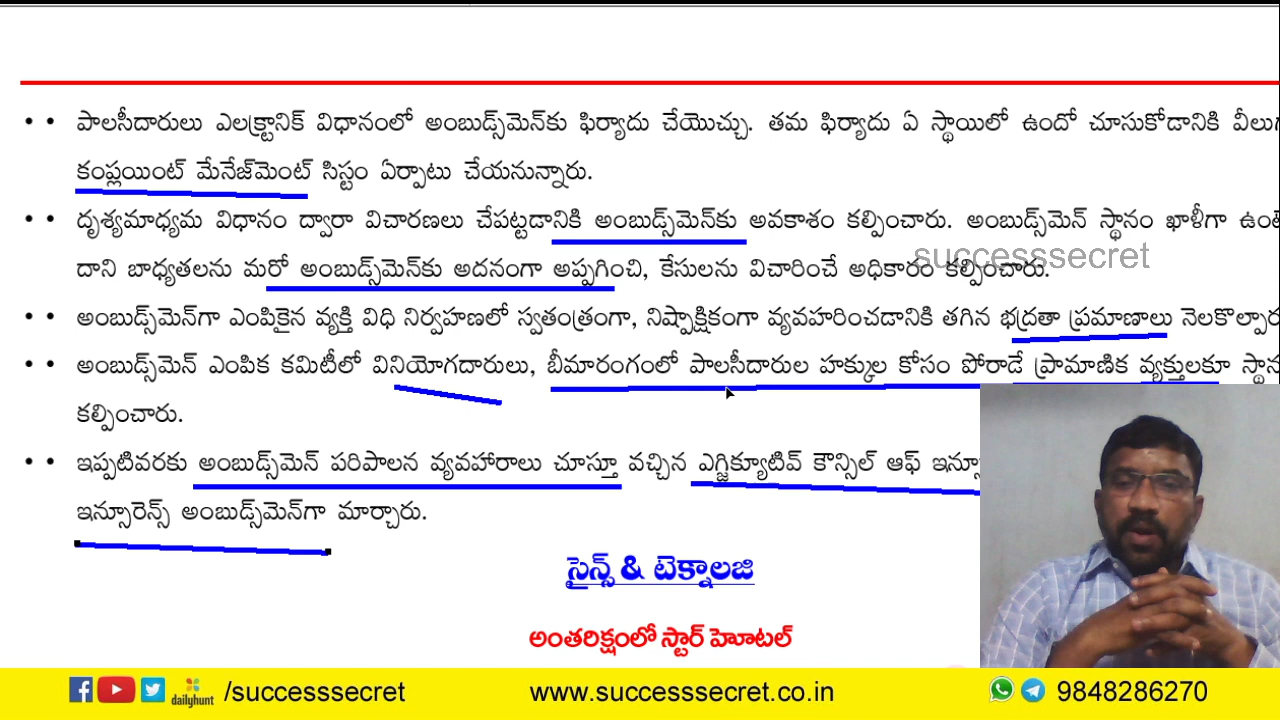 పాలసీదారులు ఎలక్ట్రానిక్ విధానంలో అంబుడ్స్‌మెన్‌కు ఫిర్యాదు చేయొచ్చు. తమ ఫిర్యాదు ఏ స్థాయిలో ఉందో చూసుకోడానికి
కంప్లయింట్ మేనేజ్‌మెంట్ సిస్టం ఏర్పాటు చేయనున్నారు.
దృశ్యమాధ్యమ విధానం ద్వారా విచారణలు చేపట్టడానికి అంబుడ్స్‌మెన్‌కు అవకాశం కల్పించారు. అంబుడ్స్‌మెన్ స్థానం ఖాళీగా
successsecret
దాని బాధ్యతలను మరో అంబుడ్స్‌మెన్‌కు అదనంగా అప్పగించి, కేసులను విచారించే అధికారం కల్పించారు.
అంబుడ్స్‌మెన్‌గా ఎంపికైన వ్యక్తి విధి నిర్వహణలో స్వతంత్రంగా, నిష్పాక్షికంగా వ్యవహరించడానికి తగిన భద్రతా ప్రమాణాలు
అంబుడ్స్‌మెన్ ఎంపిక కమిటీలో వినియోగదారులు, బీమారంగంలో పాలసీదారుల హక్కుల కోసం పోరాడే ప్రామాణిక వ్యక్తులకూ
కల్పించారు.
ఇప్పటివరకు అంబుడ్స్‌మెన్ పరిపాలన వ్యవహారాలు చూస్తూ వచ్చిన ఎగ్జిక్యూటివ్ కౌన్సిల్ ఆఫ్
ఇన్సూరెన్స్ అంబుడ్స్‌మెన్‌గా మార్చారు.
సైన్స్ & టెక్నాలజి
అంతరిక్షంలో స్టార్ హెూటల్
dailyhunt /successsecret www.successsecret.co.in 9848286270